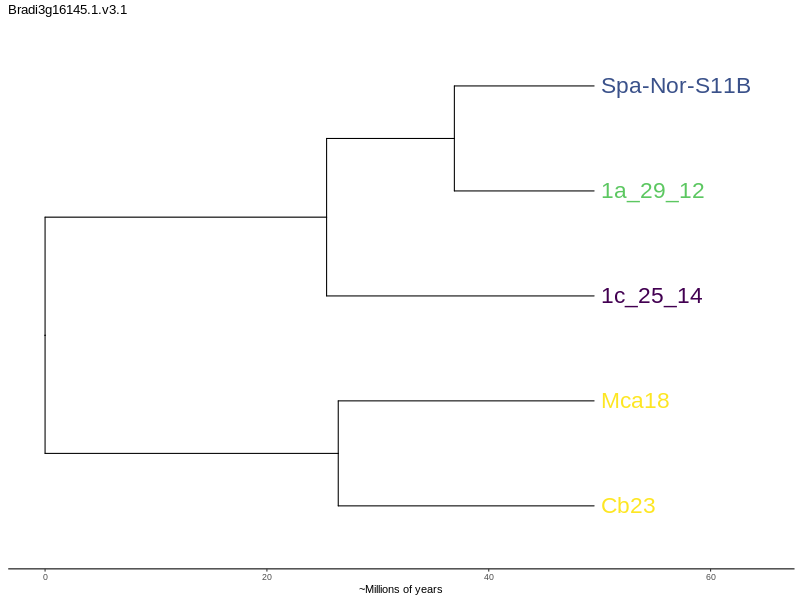 Bradi3g16145.1.v3.1
Spa-Nor-S11B
1a_29_12
1c_25_14
Mca18
Cb23
0 20 40 60
~Millions of years